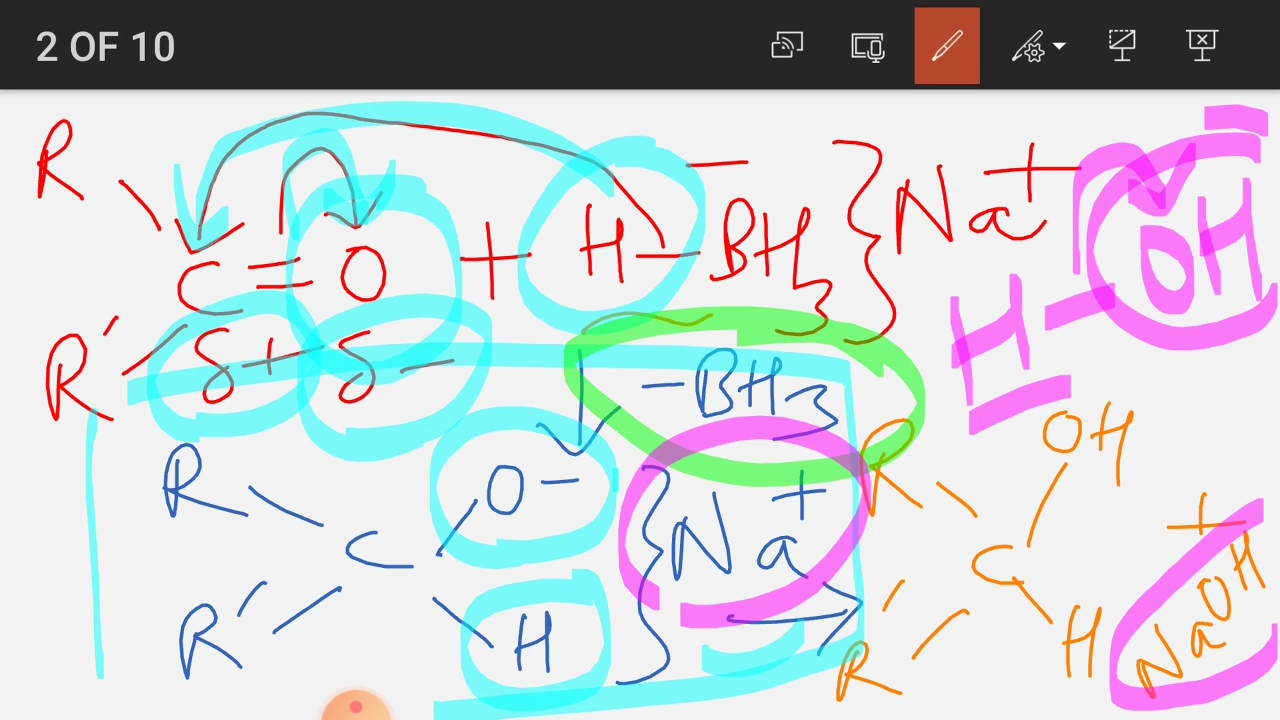 2 OF 10
R
C = O + H – BH3 } Na+
R′ δ+ δ–
H – OH
– BH3
R O–
C } Na+
R′ H
R OH
C
R′ H
+
NaOH